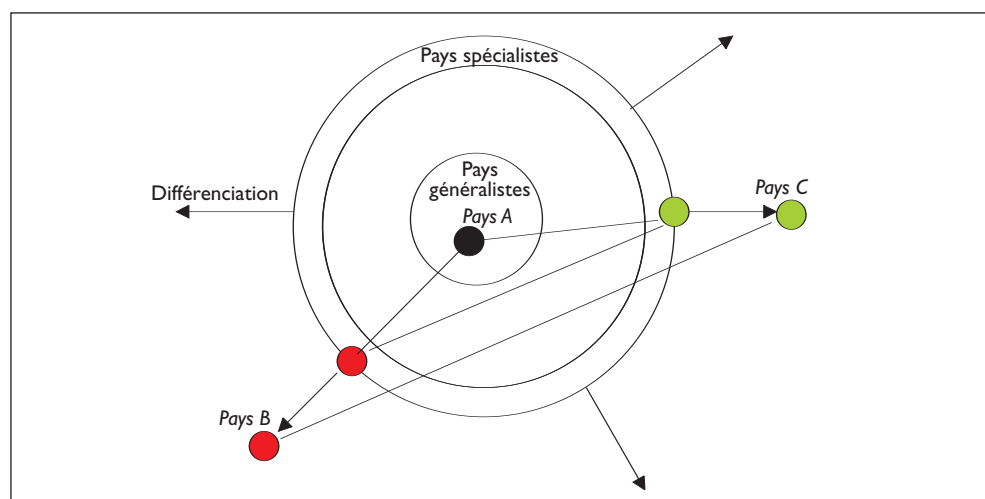 Pays spécialistes
Pays
généralistes
Pays A
Différenciation
Pays C
Pays B